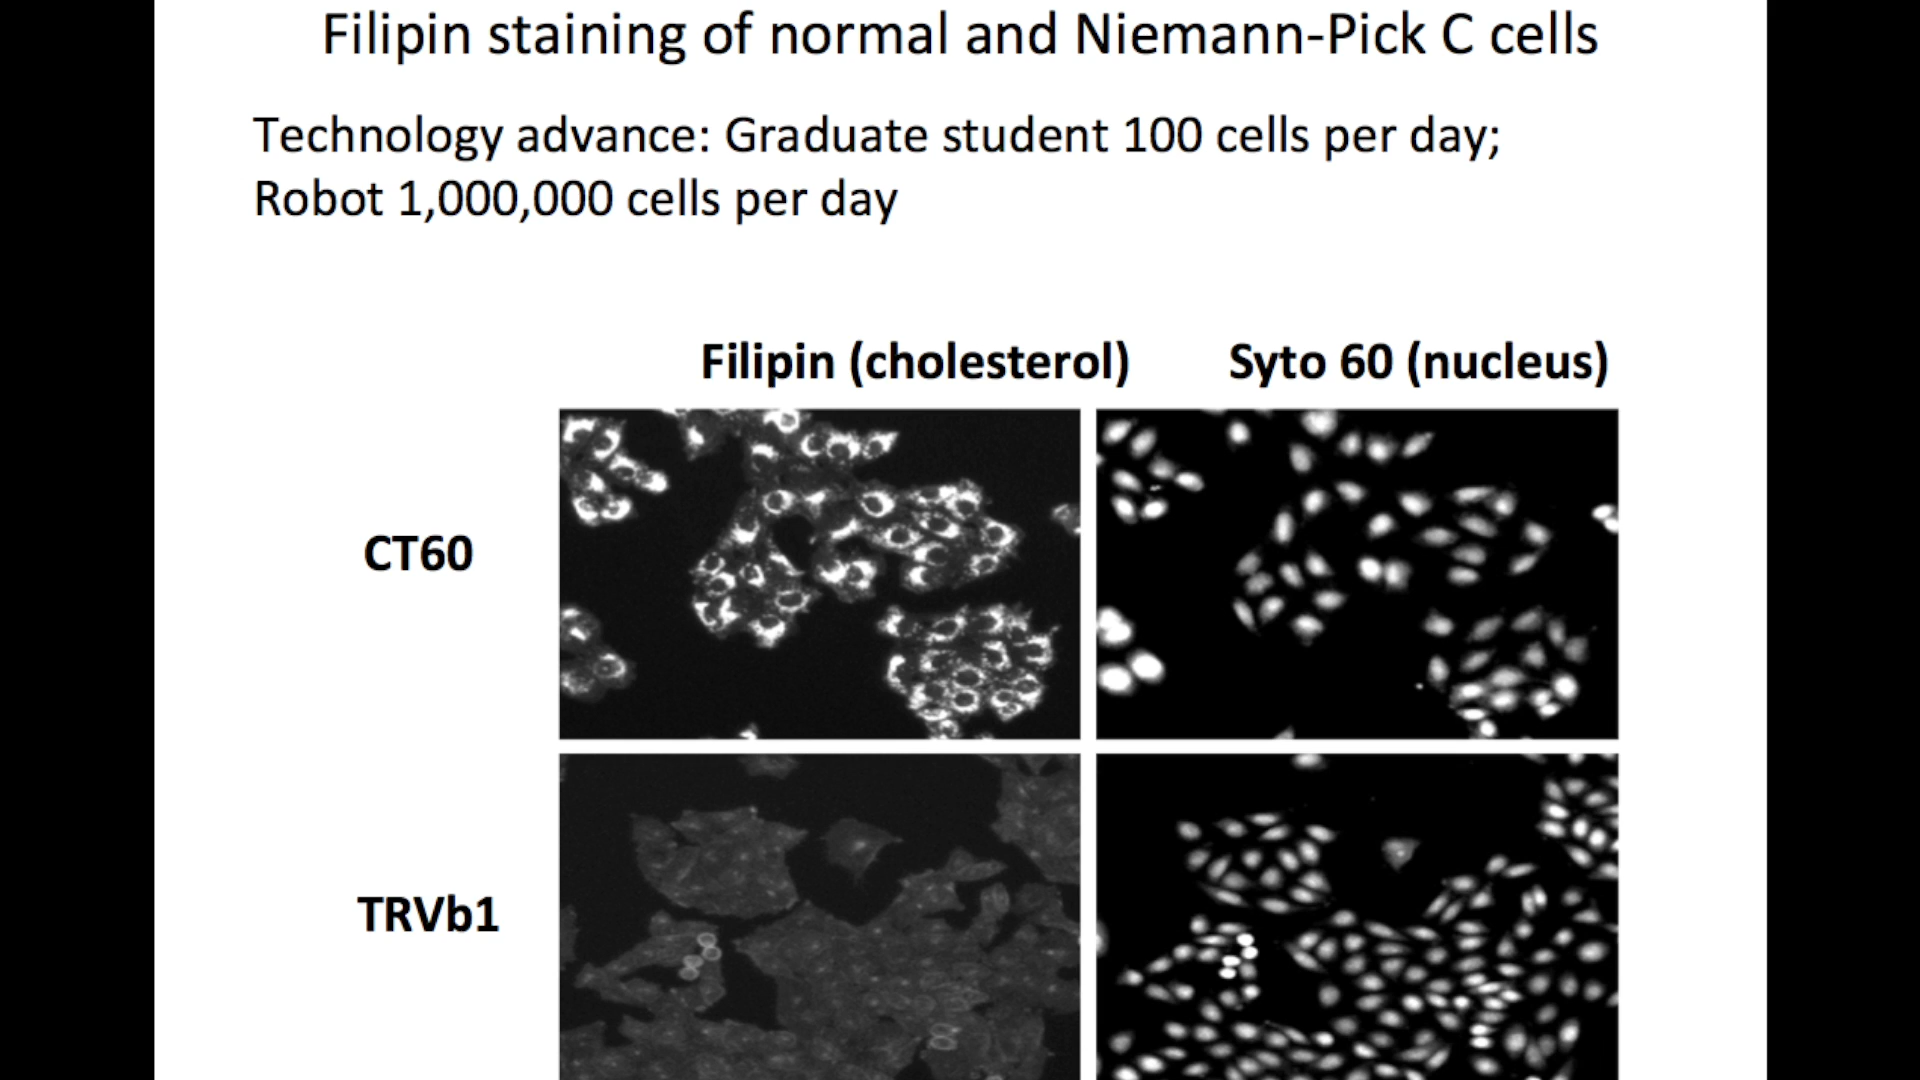 Filipin staining of normal and Niemann-Pick C cells
Technology advance: Graduate student 100 cells per day;
Robot 1,000,000 cells per day
Filipin (cholesterol) Syto 60 (nucleus)
CT60
TRVb1